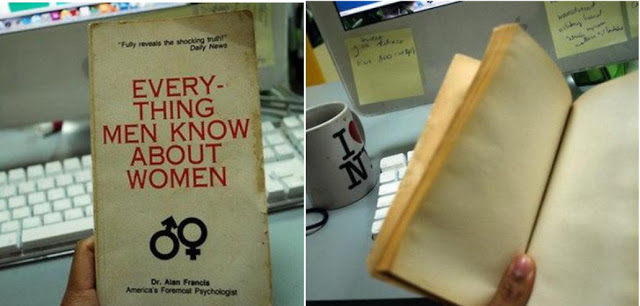 "Fully reveals the shocking truth!"
Daily News
EVERY-
THING
MEN KNOW
ABOUT
WOMEN
Dr. Alan Francis
America's Foremost Psychologist
I
N